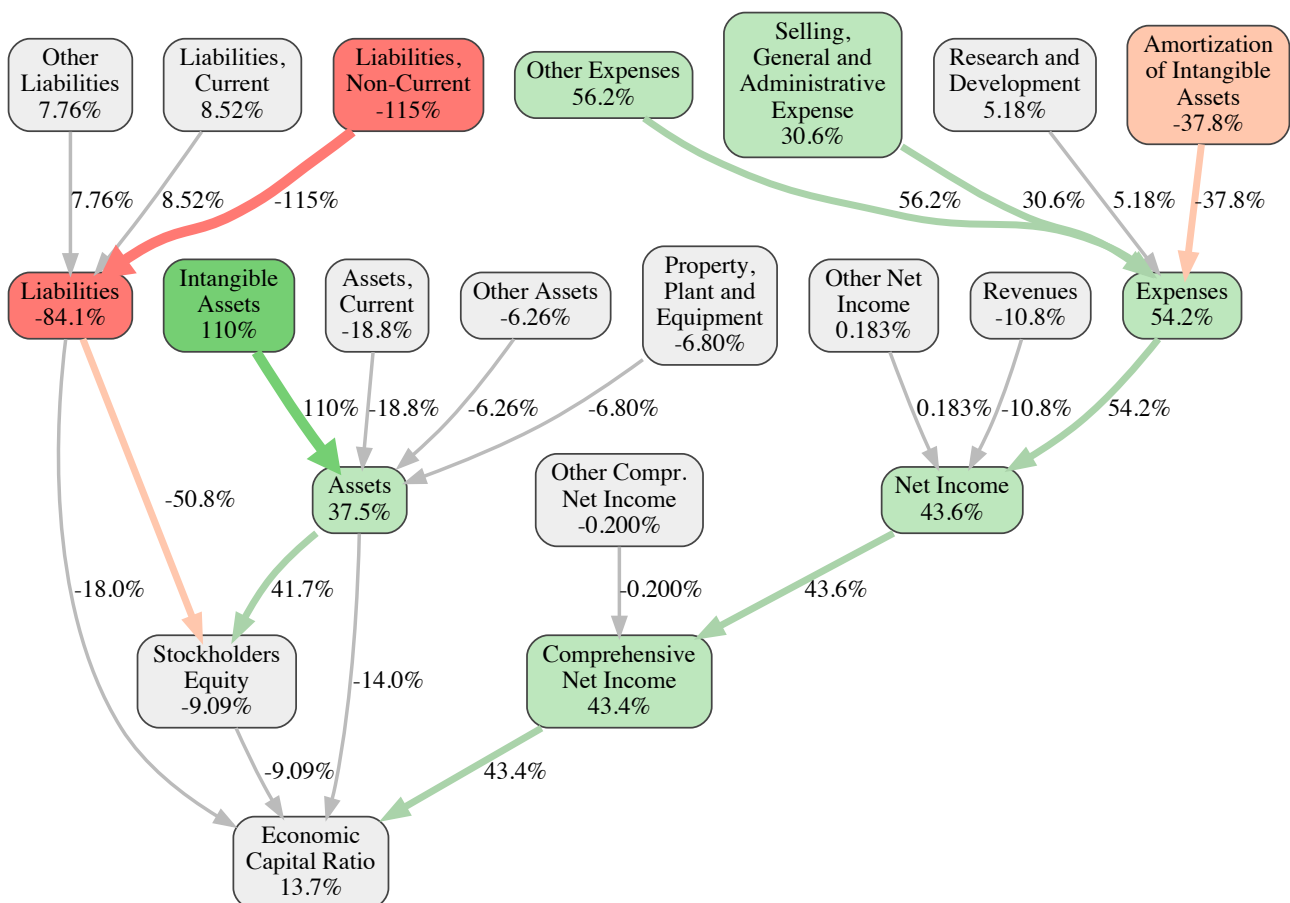 Other
Liabilities
7.76%
Liabilities,
Current
8.52%
Liabilities,
Non-Current
-115%
Other Expenses
56.2%
Selling,
General and
Administrative
Expense
30.6%
Research and
Development
5.18%
Amortization
of Intangible
Assets
-37.8%
7.76%
8.52%
-115%
56.2%
30.6%
5.18%
-37.8%
Liabilities
-84.1%
Intangible
Assets
110%
Assets,
Current
-18.8%
Other Assets
-6.26%
Property,
Plant and
Equipment
-6.80%
Other Net
Income
0.183%
Revenues
-10.8%
Expenses
54.2%
110%
-18.8%
-6.26%
-6.80%
0.183%
-10.8%
54.2%
-50.8%
Assets
37.5%
Other Compr.
Net Income
-0.200%
Net Income
43.6%
-18.0%
41.7%
-0.200%
43.6%
Stockholders
Equity
-9.09%
-14.0%
Comprehensive
Net Income
43.4%
-9.09%
43.4%
Economic
Capital Ratio
13.7%